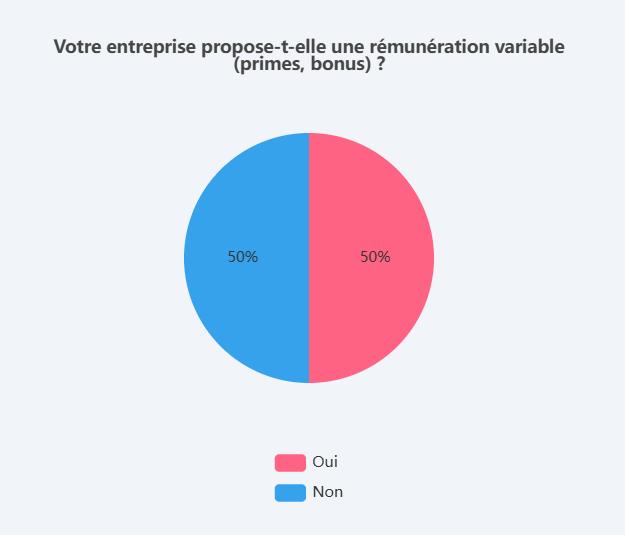 Votre entreprise propose-t-elle une rémunération variable
(primes, bonus) ?
50%
50%
Oui
Non